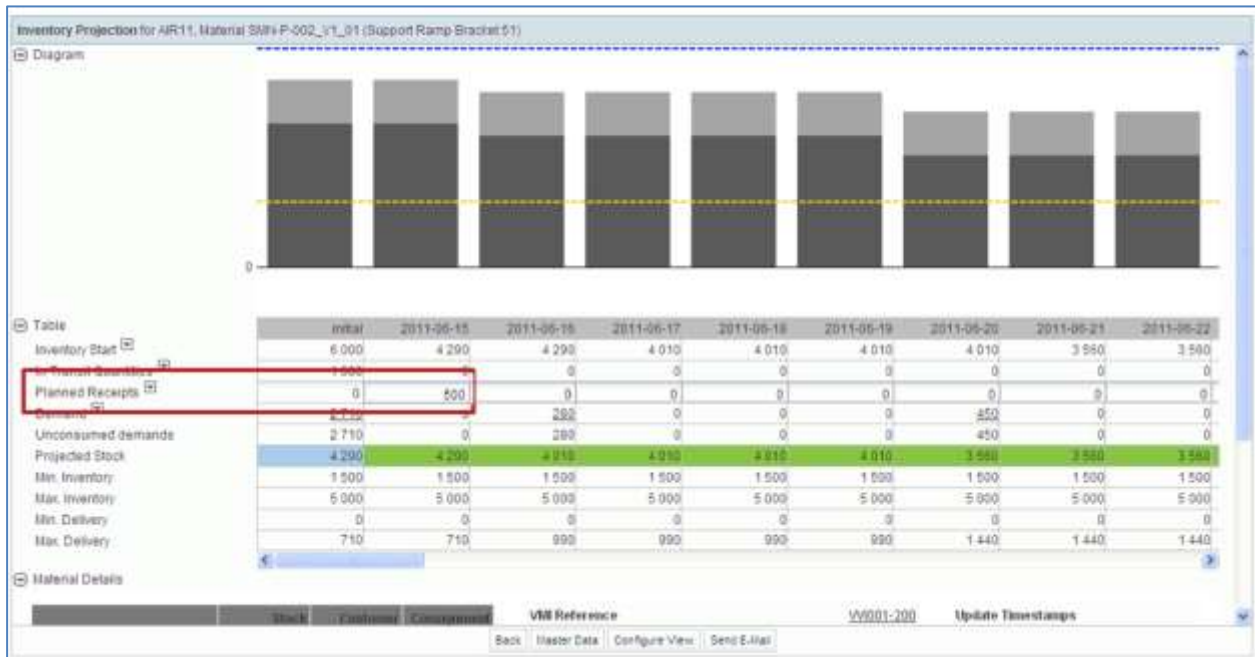 Inventory Projection for AIR11, Material SMN-P-002_V1_01 (Support Ramp Bracket 51)
Diagram
0
Table initial 2011-06-15 2011-06-16 2011-06-17 2011-06-18 2011-06-19 2011-06-20 2011-06-21 2011-06-22
Inventory Start 6 000 4 290 4 290 4 010 4 010 4 010 4 010 3 560 3 560
In Transit Quantities 0 0 0 0 0 0 0
Planned Receipts 0 500 0 0 0 0 0 0 0
Demand 2 710 0 280 0 0 0 450 0 0
Unconsumed demands 2 710 0 280 0 0 0 450 0 0
Projected Stock 4 290 4 290 4 010 4 010 4 010 4 010 3 560 3 560 3 560
Min. Inventory 1 500 1 500 1 500 1 500 1 500 1 500 1 500 1 500 1 500
Max. Inventory 5 000 5 000 5 000 5 000 5 000 5 000 5 000 5 000 5 000
Min. Delivery 0 0 0 0 0 0 0 0 0
Max. Delivery 710 710 990 990 990 990 1 440 1 440 1 440
Material Details
Stock Customer Consignment VMI Reference VVI001-200 Update Timestamps
Back Master Data Configure View Send E-Mail